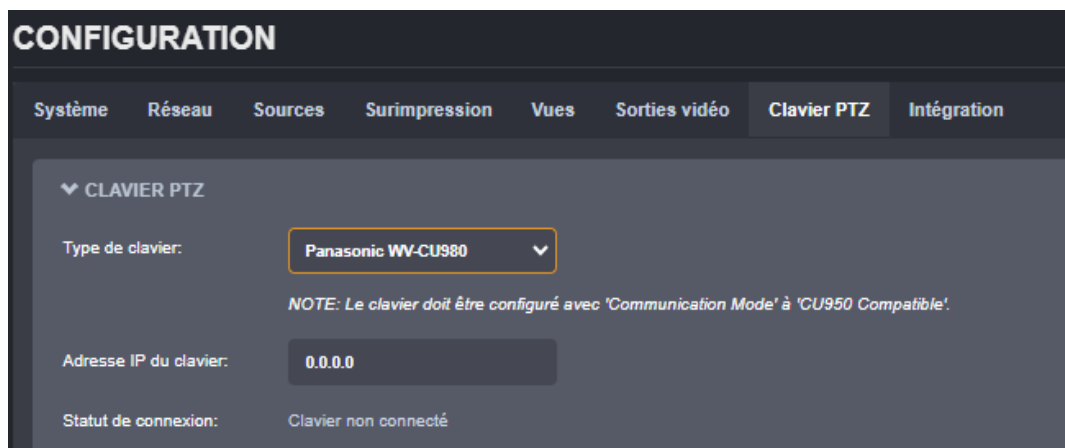 CONFIGURATION
Système Réseau Sources Surimpression Vues Sorties vidéo Clavier PTZ Intégration
CLAVIER PTZ
Type de clavier: Panasonic WV-CU980
NOTE: Le clavier doit être configuré avec 'Communication Mode' à 'CU950 Compatible'.
Adresse IP du clavier: 0.0.0.0
Statut de connexion: Clavier non connecté